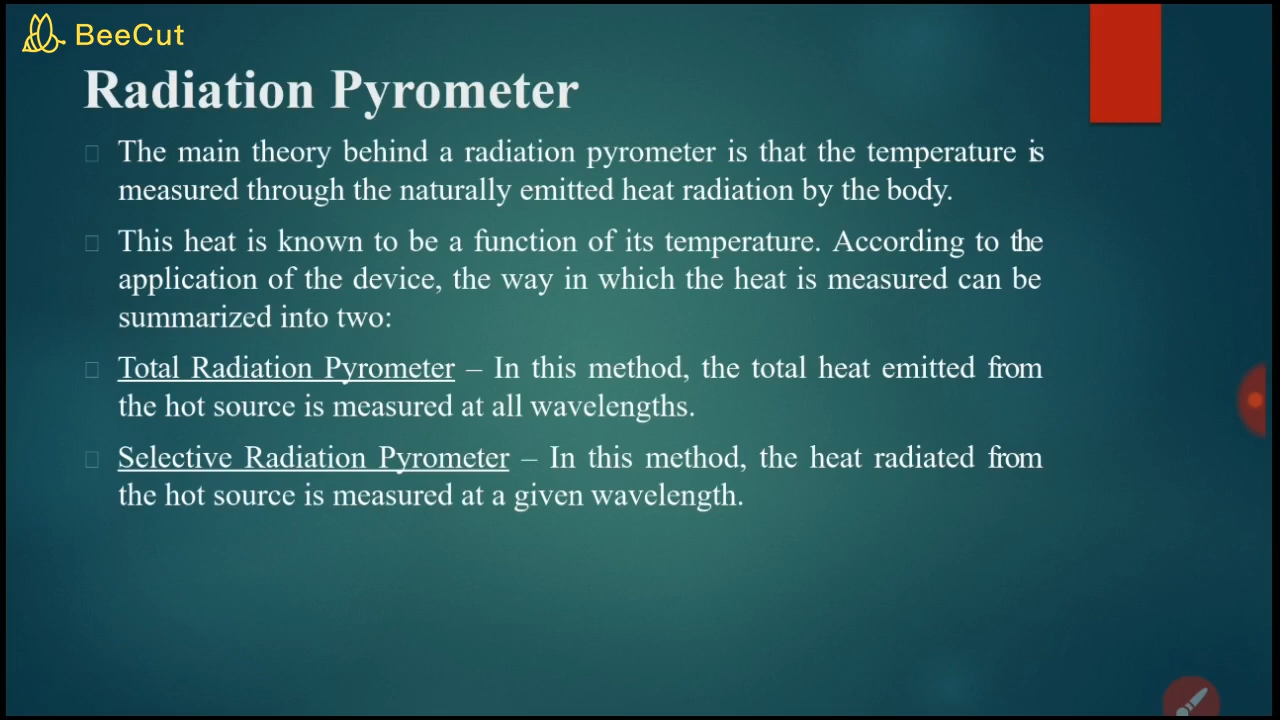 BeeCut
Radiation Pyrometer
The main theory behind a radiation pyrometer is that the temperature is
measured through the naturally emitted heat radiation by the body.
This heat is known to be a function of its temperature. According to the
application of the device, the way in which the heat is measured can be
summarized into two:
Total Radiation Pyrometer – In this method, the total heat emitted from
the hot source is measured at all wavelengths.
Selective Radiation Pyrometer – In this method, the heat radiated from
the hot source is measured at a given wavelength.